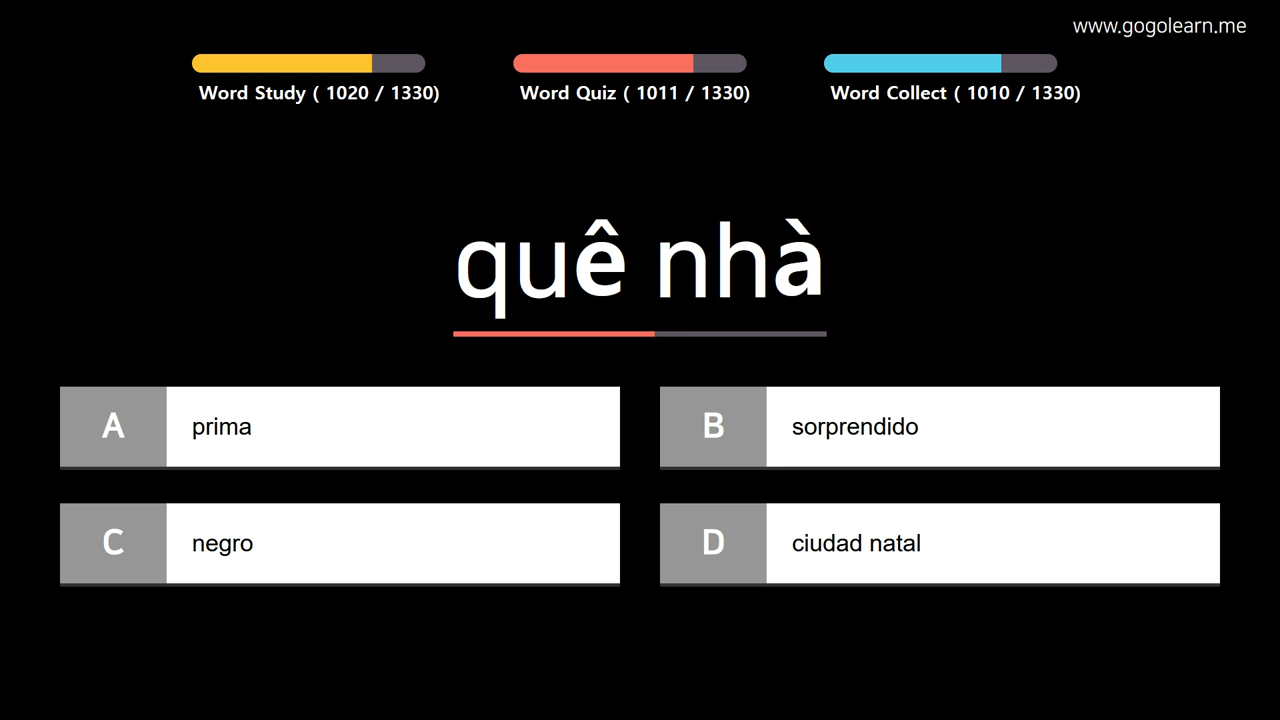 www.gogolearn.me
Word Study ( 1020 / 1330)
Word Quiz ( 1011 / 1330)
Word Collect ( 1010 / 1330)
quê nhà
A prima
B sorprendido
C negro
D ciudad natal